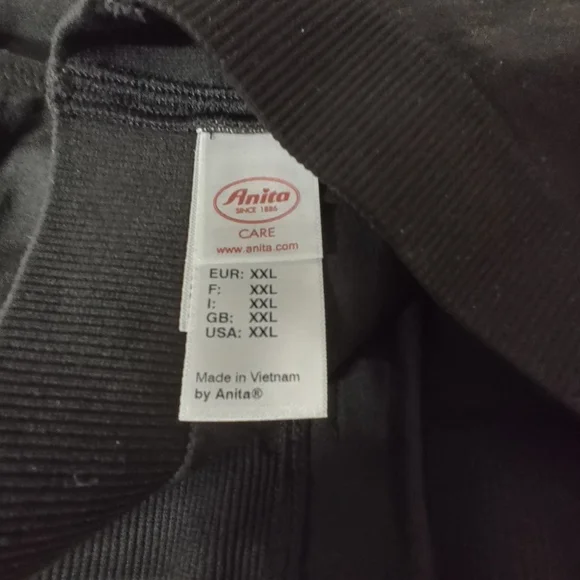 Anita
SINCE 1886
CARE
www.anita.com
EUR: XXL
F: XXL
I: XXL
GB: XXL
USA: XXL
Made in Vietnam
by Anita®